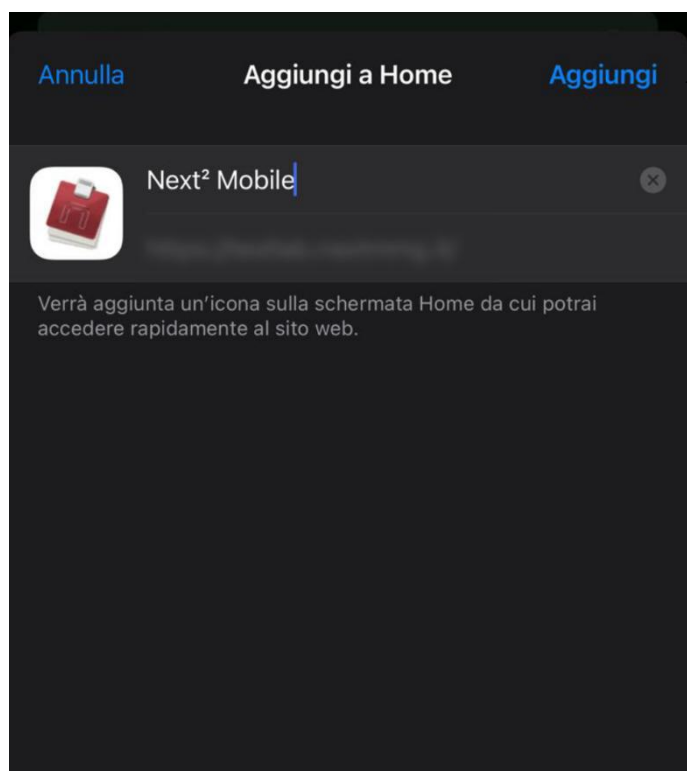 Annulla
Aggiungi a Home
Aggiungi
Next² Mobile
Verrà aggiunta un'icona sulla schermata Home da cui potrai
accedere rapidamente al sito web.